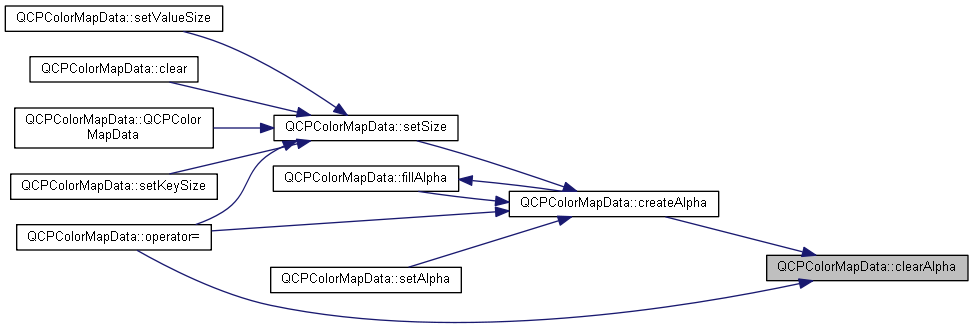 QCPColorMapData::setValueSize
QCPColorMapData::clear
QCPColorMapData::QCPColor
MapData
QCPColorMapData::setKeySize
QCPColorMapData::operator=
QCPColorMapData::setSize
QCPColorMapData::fillAlpha
QCPColorMapData::setAlpha
QCPColorMapData::createAlpha
QCPColorMapData::clearAlpha